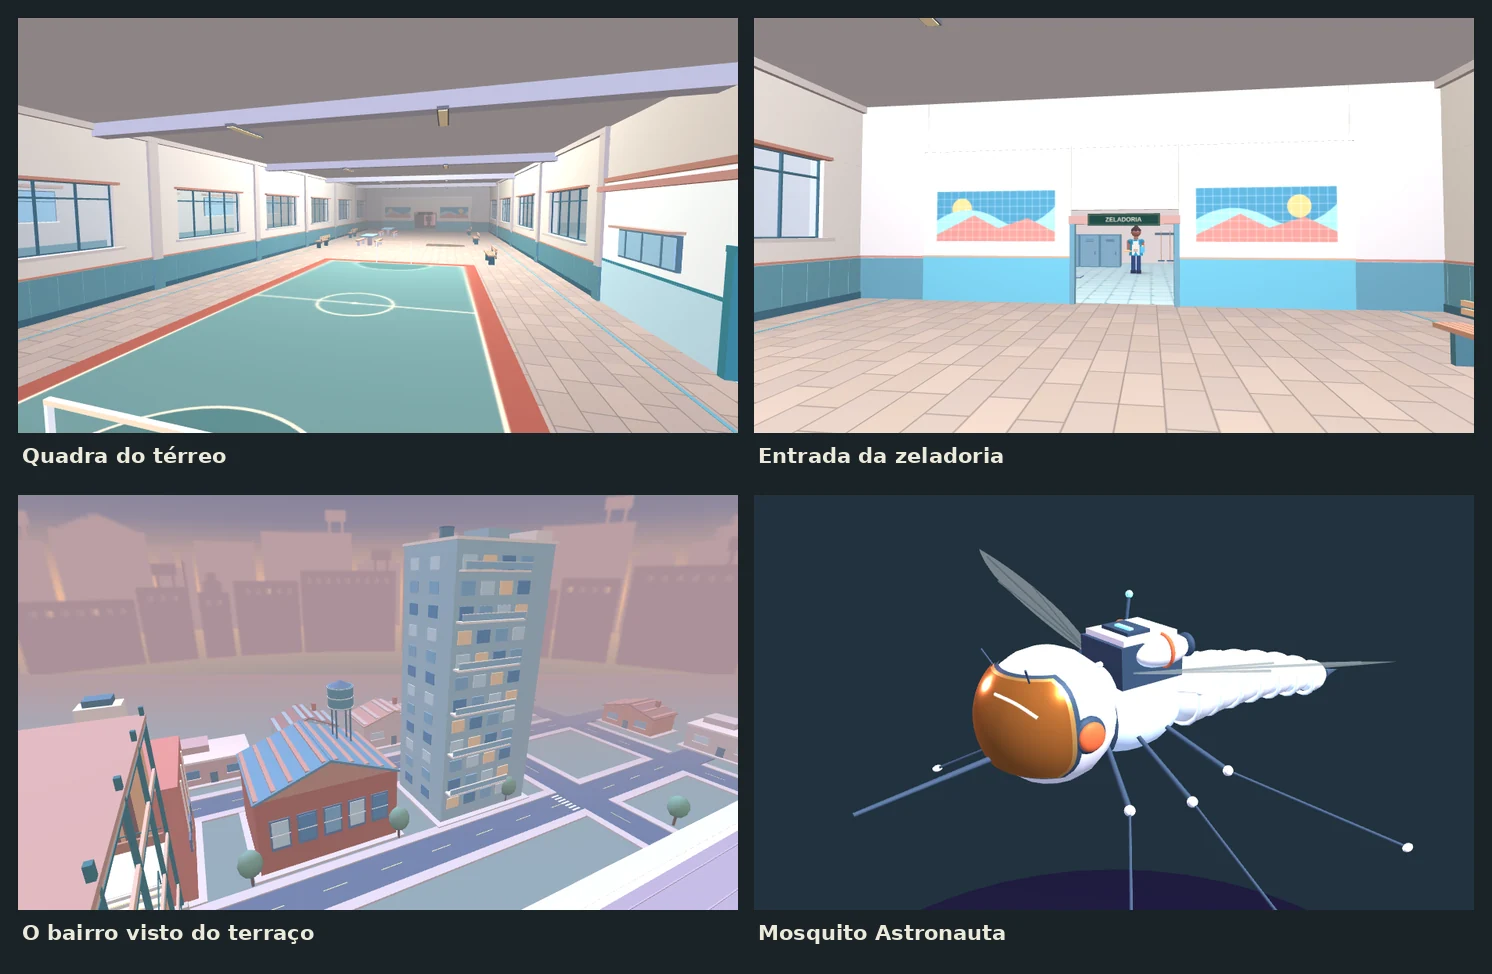 ZELADORIA
Quadra do térreo
Entrada da zeladoria
O bairro visto do terraço
Mosquito Astronauta